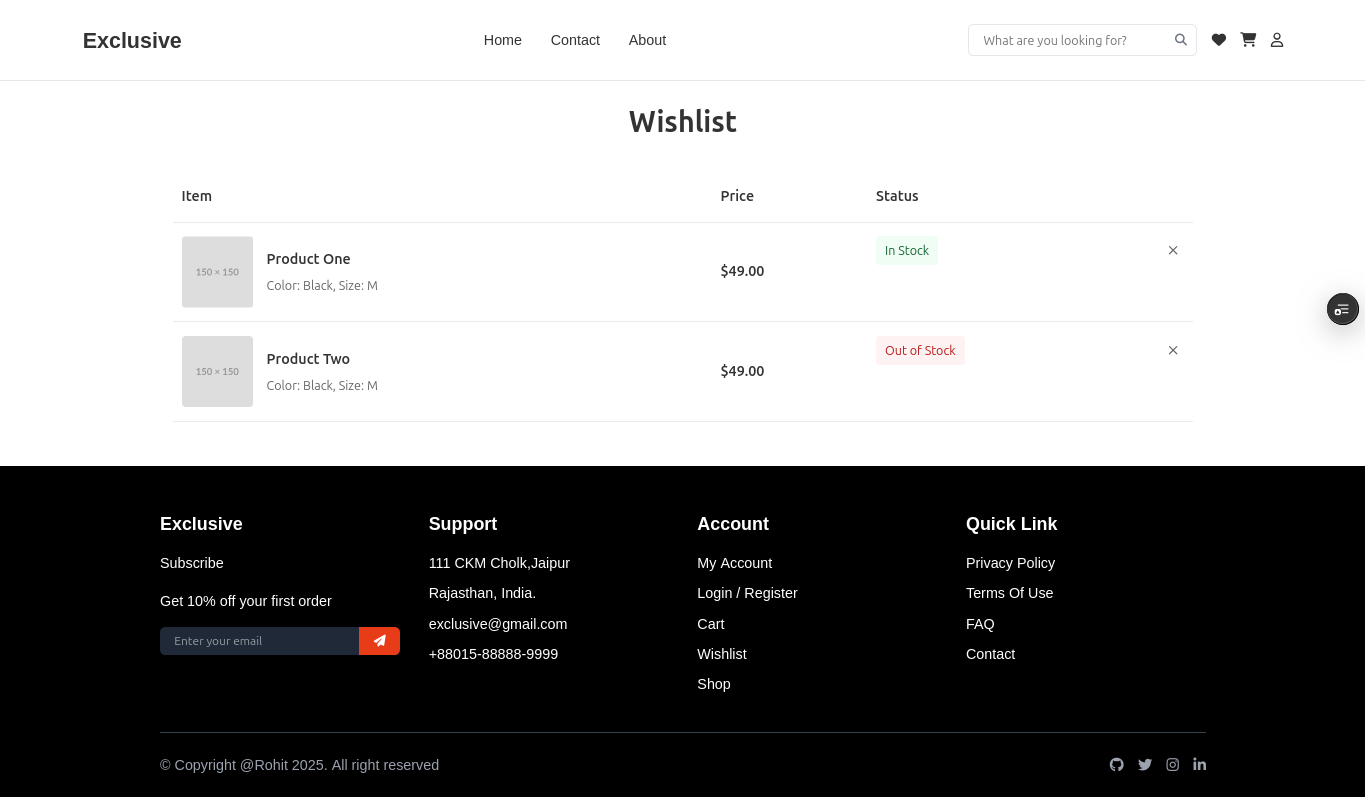 Exclusive
Home Contact About
What are you looking for?
Wishlist
Item Price Status
150 × 150
Product One
Color: Black, Size: M
$49.00
In Stock
150 × 150
Product Two
Color: Black, Size: M
$49.00
Out of Stock
Exclusive
Subscribe
Get 10% off your first order
Enter your email
Support
111 CKM Cholk,Jaipur
Rajasthan, India.
exclusive@gmail.com
+88015-88888-9999
Account
My Account
Login / Register
Cart
Wishlist
Shop
Quick Link
Privacy Policy
Terms Of Use
FAQ
Contact
© Copyright @Rohit 2025. All right reserved